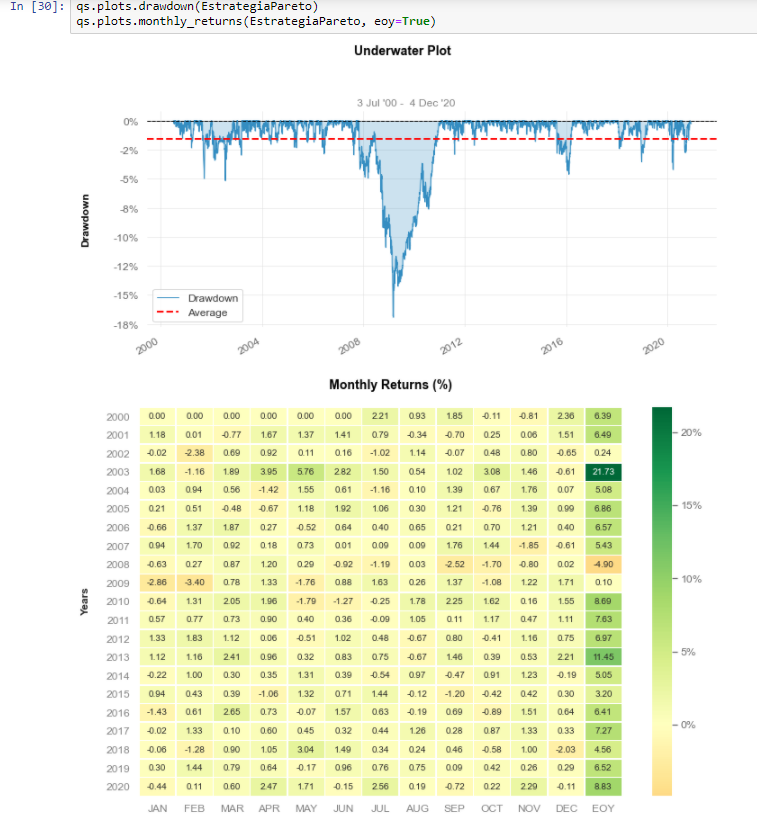 In [30]: qs.plots.drawdown(EstrategiaPareto)
qs.plots.monthly_returns(EstrategiaPareto, eoy=True)
Underwater Plot
3 Jul '00 - 4 Dec '20
0%
-2%
-5%
-8%
-10%
-12%
-15%
-18%
Drawdown
Drawdown
Average
2000 2004 2008 2012 2016 2020
Monthly Returns (%)
Years
2000 0.00 0.00 0.00 0.00 0.00 0.00 2.21 0.93 1.85 -0.11 -0.81 2.36 6.39
2001 1.18 0.01 -0.77 1.67 1.37 1.41 0.79 -0.34 -0.70 0.25 0.06 1.51 6.49
2002 -0.02 -2.38 0.69 0.92 0.11 0.16 -1.02 1.14 -0.07 0.48 0.80 -0.65 0.24
2003 1.68 -1.16 1.89 3.95 5.76 2.82 1.50 0.54 1.02 3.08 1.46 -0.61 21.73
2004 0.03 0.94 0.56 -1.42 1.55 0.61 -1.16 0.10 1.39 0.67 1.76 0.07 5.08
2005 0.21 0.51 -0.48 -0.67 1.18 1.92 1.06 0.30 1.21 -0.76 1.39 0.99 6.86
2006 -0.66 1.37 1.87 0.27 -0.52 0.64 0.40 0.65 0.21 0.70 1.21 0.40 6.57
2007 0.94 1.70 0.92 0.18 0.73 0.01 0.09 0.09 1.76 1.44 -1.85 -0.61 5.43
2008 -0.63 0.27 0.87 1.20 0.29 -0.92 -1.19 0.03 -2.52 -1.70 -0.80 0.02 -4.90
2009 -2.86 -3.40 0.78 1.33 -1.76 0.88 1.63 0.26 1.37 -1.08 1.22 1.71 0.10
2010 -0.64 1.31 2.05 1.96 -1.79 -1.27 -0.25 1.78 2.25 1.62 0.16 1.55 8.69
2011 0.57 0.77 0.73 0.90 0.40 0.36 -0.09 1.05 0.11 1.17 0.47 1.11 7.63
2012 1.33 1.83 1.12 0.06 -0.51 1.02 0.48 -0.67 0.80 -0.41 1.16 0.75 6.97
2013 1.12 1.16 2.41 0.96 0.32 0.83 0.75 -0.67 1.46 0.39 0.53 2.21 11.45
2014 -0.22 1.00 0.30 0.35 1.31 0.39 -0.54 0.97 -0.47 0.91 1.23 -0.19 5.05
2015 0.94 0.43 0.39 -1.06 1.32 0.71 1.44 -0.12 -1.20 -0.42 0.42 0.30 3.20
2016 -1.43 0.61 2.65 0.73 -0.07 1.57 0.63 -0.19 0.69 -0.89 1.51 0.64 6.41
2017 -0.02 1.33 0.10 0.60 0.45 0.32 0.44 1.26 0.28 0.87 1.33 0.33 7.27
2018 -0.06 -1.28 0.90 1.05 3.04 1.49 0.34 0.24 0.46 -0.58 1.00 -2.03 4.56
2019 0.30 1.44 0.79 0.64 -0.17 0.96 0.76 0.75 0.09 0.42 0.26 0.29 6.52
2020 -0.44 0.11 0.60 2.47 1.71 -0.15 2.56 0.19 -0.72 0.22 2.29 -0.11 8.83
JAN FEB MAR APR MAY JUN JUL AUG SEP OCT NOV DEC EOY
20%
15%
10%
5%
0%